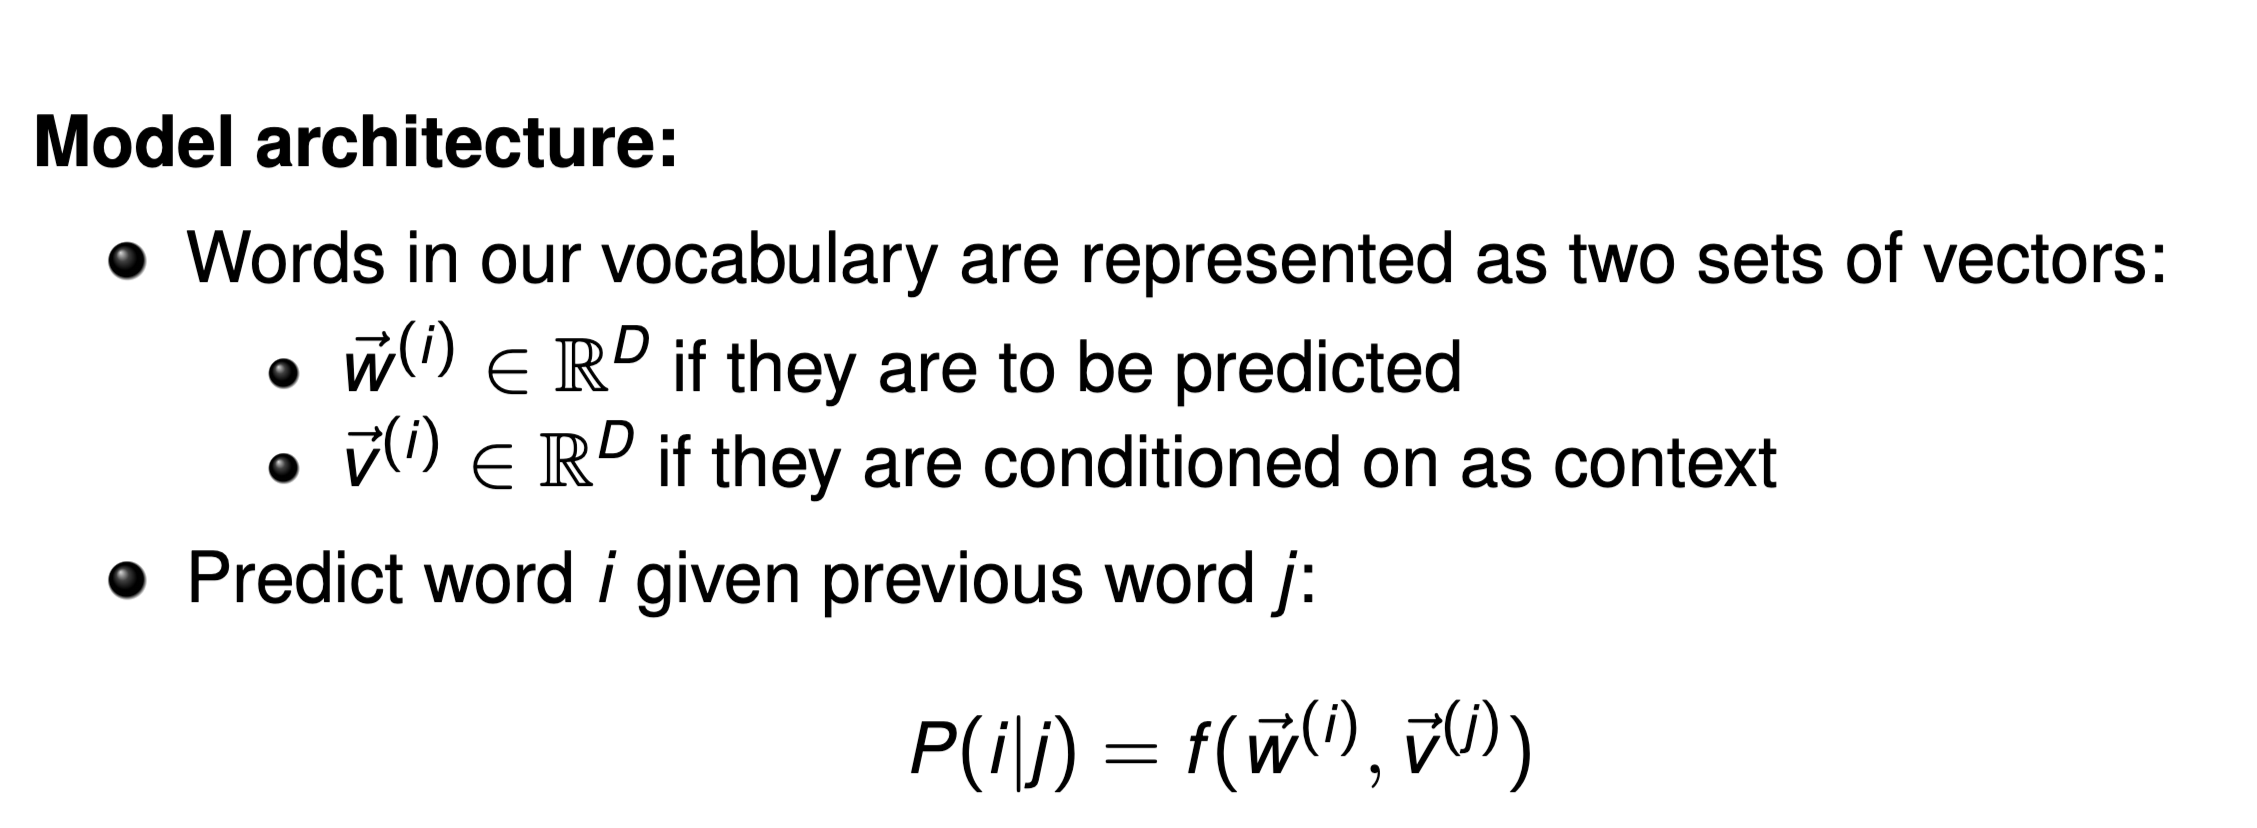 Model architecture:
● Words in our vocabulary are represented as two sets of vectors:
● $\vec{w}^{(i)} \in \mathbb{R}^D$ if they are to be predicted
● $\vec{v}^{(i)} \in \mathbb{R}^D$ if they are conditioned on as context
● Predict word i given previous word j:
$P(i|j) = f(\vec{w}^{(i)}, \vec{v}^{(j)})$